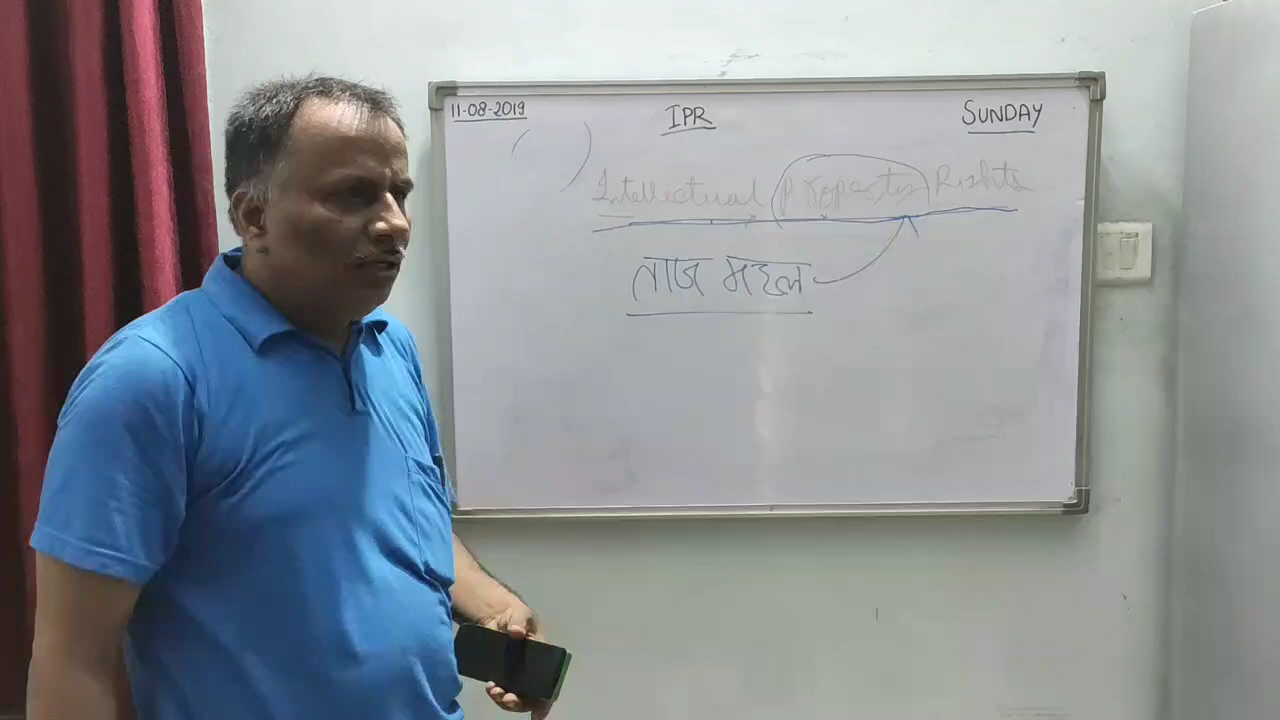 11-08-2019 IPR SUNDAY
Intellectual Property Rights
ताज महल